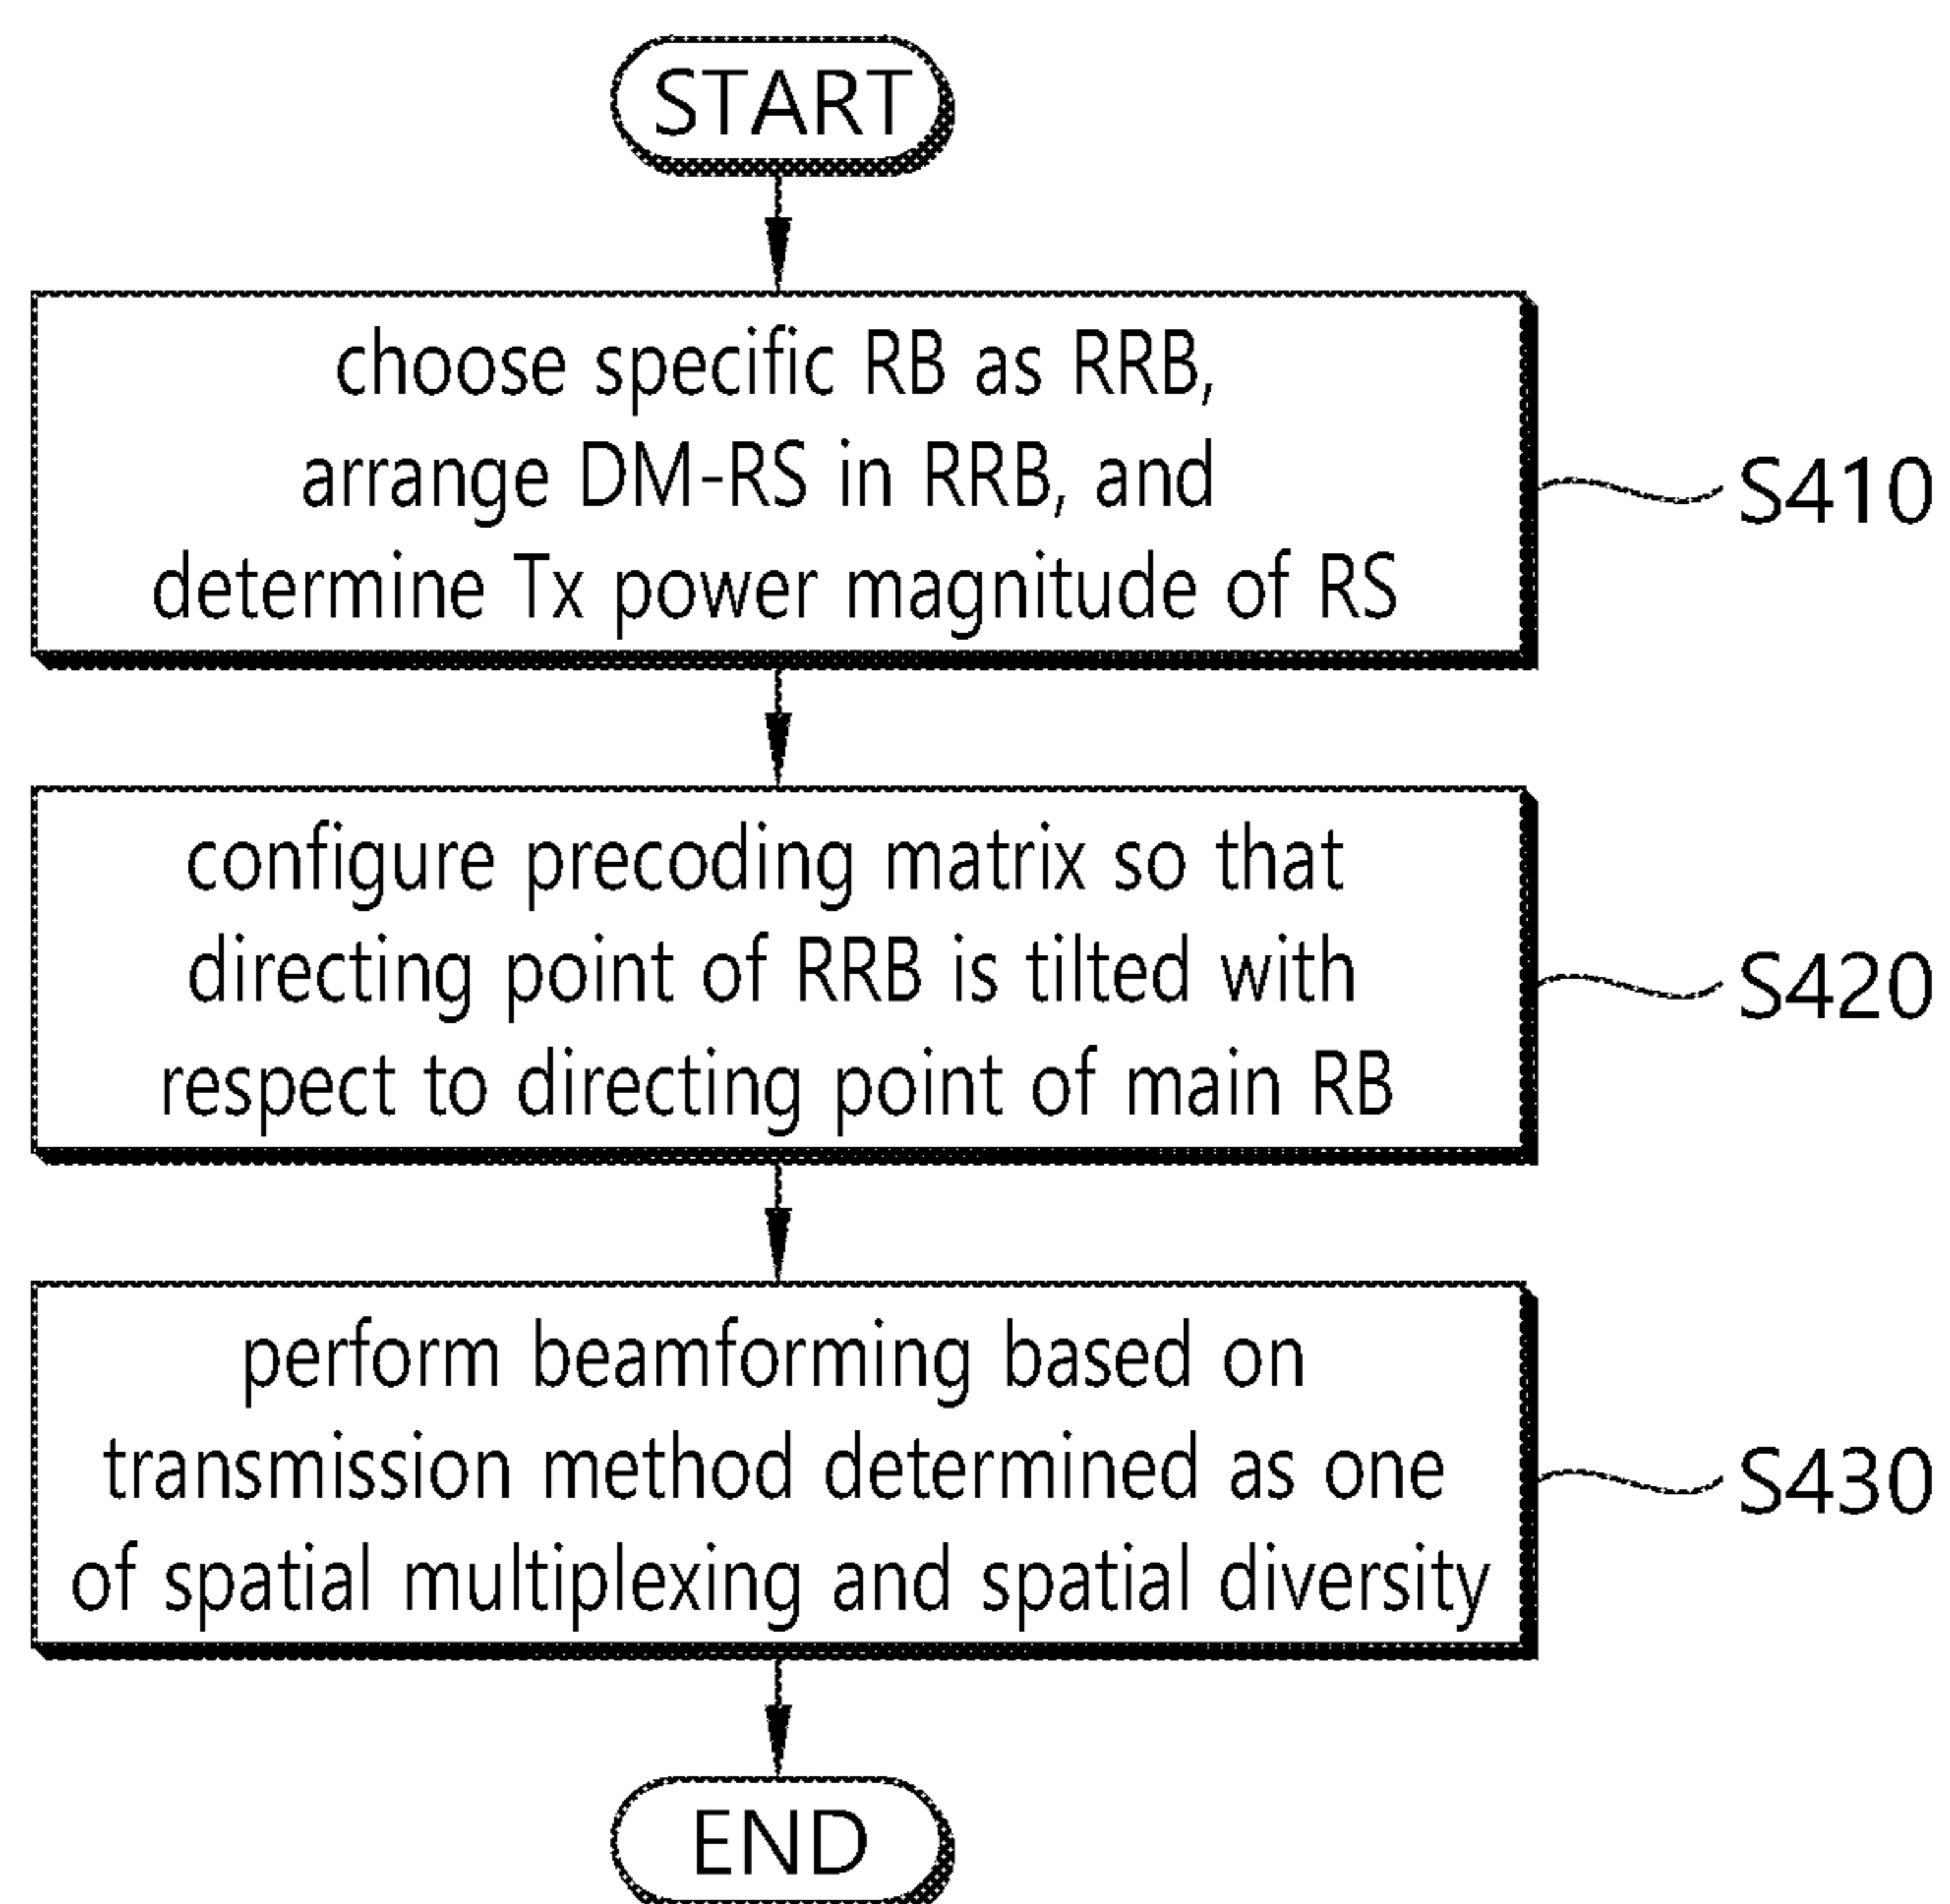 START
choose specific RB as RRB,
arrange DM-RS in RRB, and
determine Tx power magnitude of RS
S410
configure precoding matrix so that
directing point of RRB is tilted with
respect to directing point of main RB
S420
perform beamforming based on
transmission method determined as one
of spatial multiplexing and spatial diversity
S430
END